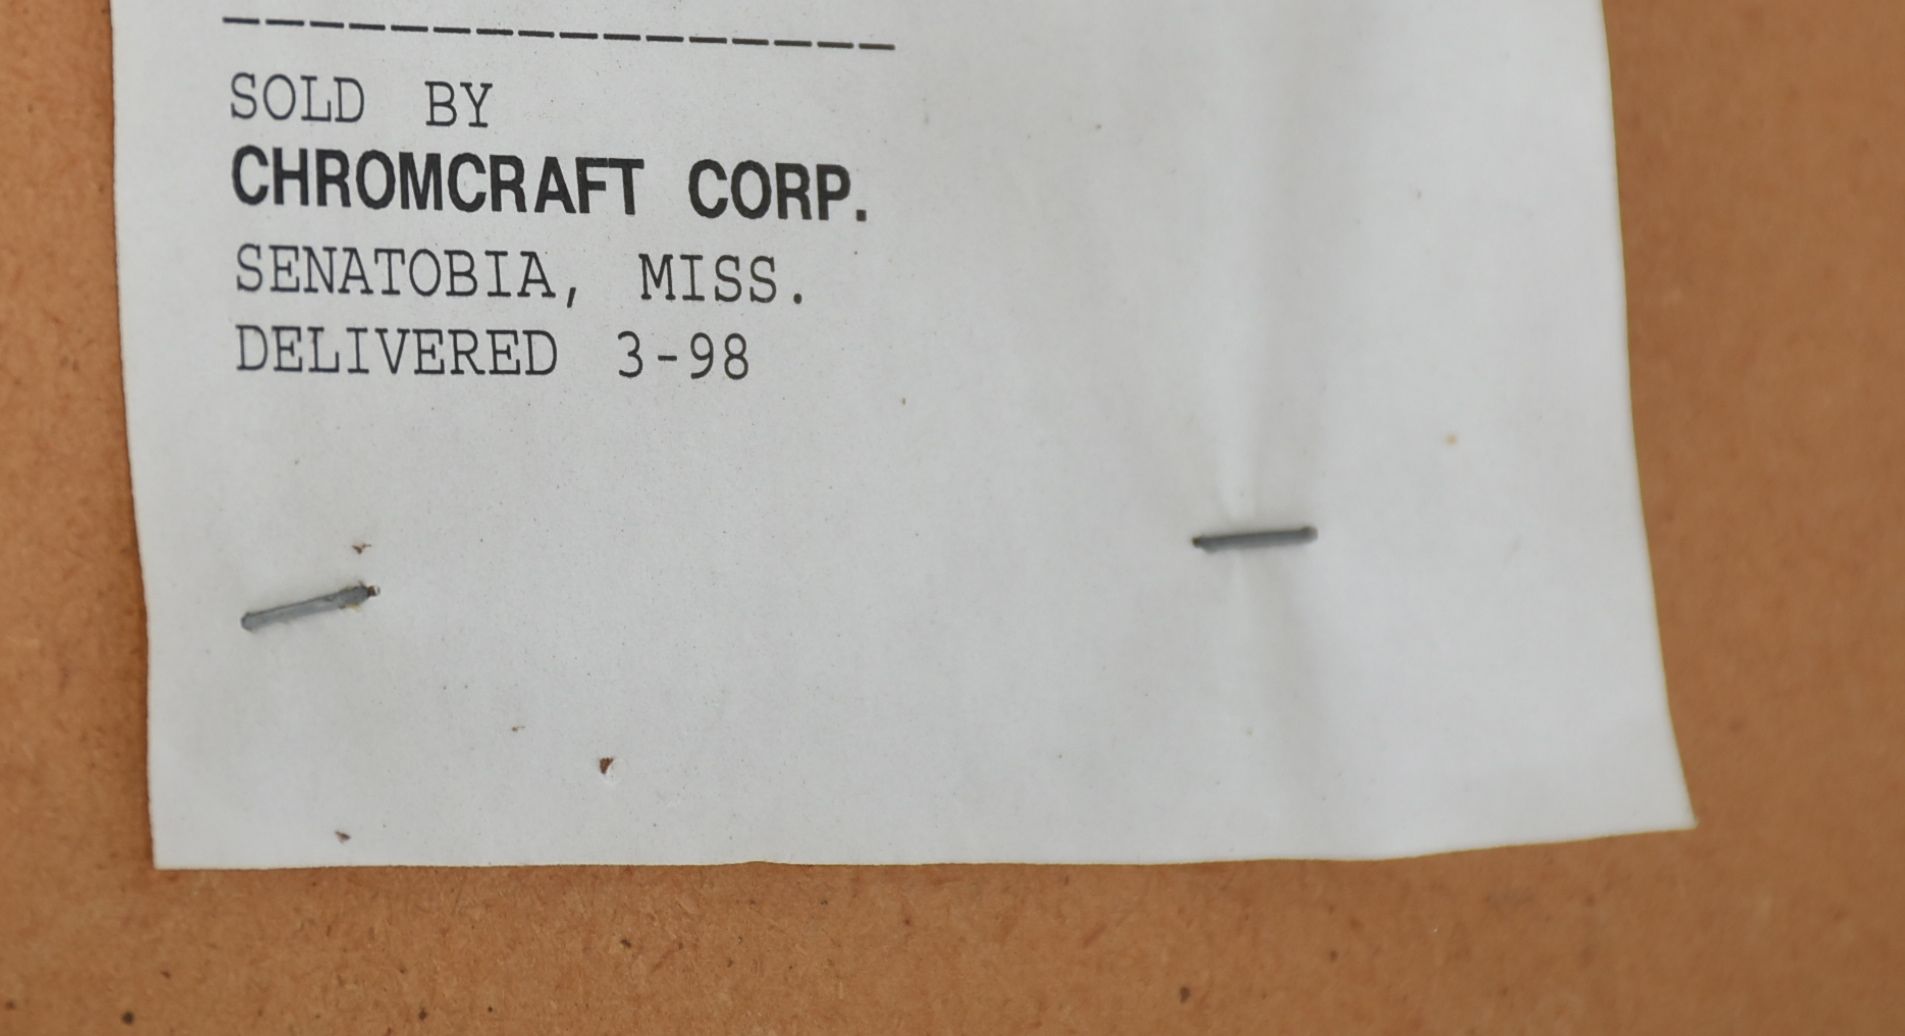 ----------------
SOLD BY
CHROMCRAFT CORP.
SENATOBIA, MISS.
DELIVERED 3-98